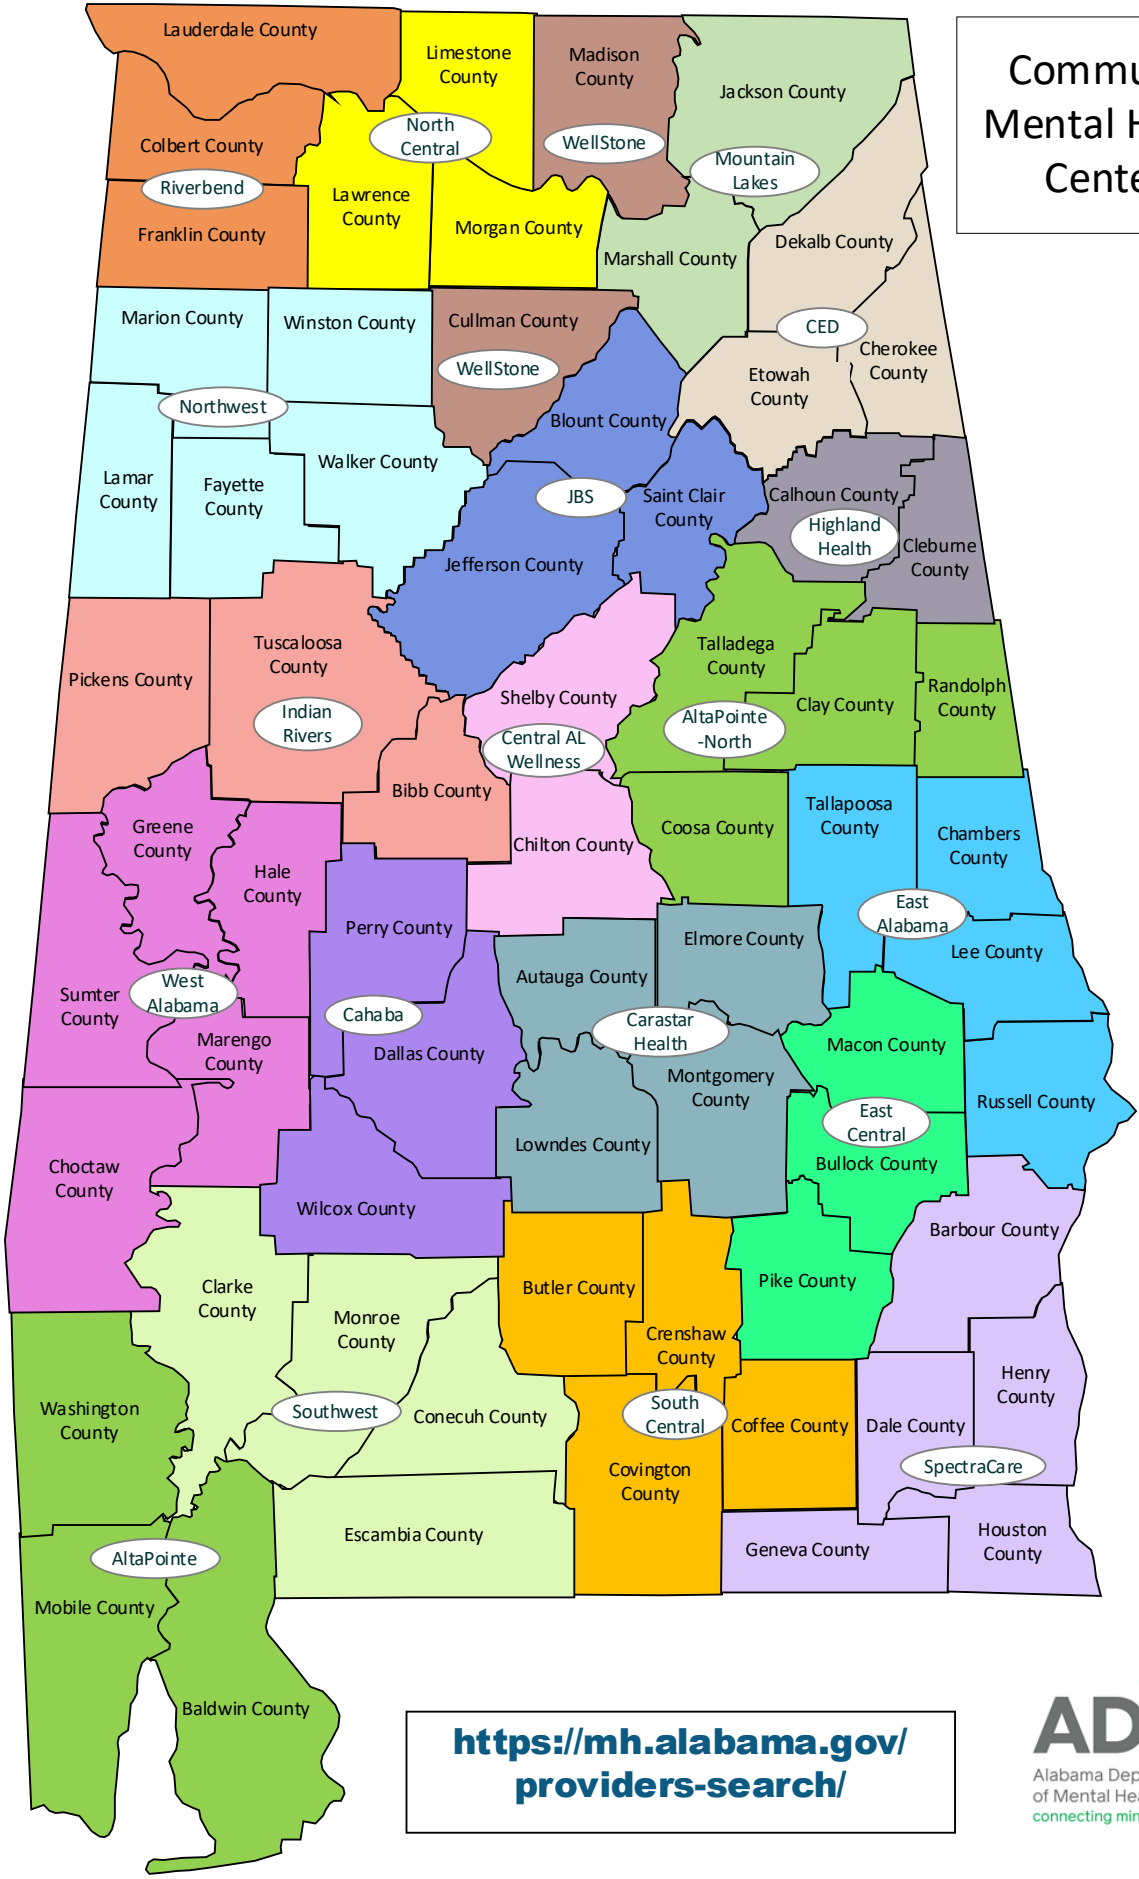 Lauderdale County
Limestone
County
Madison
County
Jackson County
Commu
Mental H
Cente
Colbert County
North
Central
WellStone
Mountain
Lakes
Riverbend
Lawrence
County
Franklin County
Morgan County
Marshall County
Dekalb County
Marion County
Winston County
Cullman County
CED
WellStone
Cherokee
County
Etowah
County
Northwest
Blount County
Lamar
County
Fayette
County
Walker County
JBS
Saint Clair
County
Calhoun County
Highland
Health
Cleburne
County
Jefferson County
Tuscaloosa
County
Pickens County
Indian
Rivers
Shelby County
Talladega
County
Randolph
County
Clay County
AltaPointe
-North
Central AL
Wellness
Bibb County
Greene
County
Hale
County
Chilton County
Coosa County
Tallapoosa
County
Chambers
County
Perry County
East
Alabama
Elmore County
Lee County
Autauga County
West
Alabama
Sumter
County
Cahaba
Carastar
Health
Marengo
County
Dallas County
Macon County
Montgomery
County
Russell County
East
Central
Lowndes County
Bullock County
Choctaw
County
Wilcox County
Barbour County
Clarke
County
Butler County
Pike County
Monroe
County
Crenshaw
County
Henry
County
Washington
County
Southwest
Conecuh County
South
Central
Coffee County
Dale County
SpectraCare
Covington
County
Escambia County
Geneva County
Houston
County
AltaPointe
Mobile County
Baldwin County
https://mh.alabama.gov/
providers-search/
AD
Alabama Dep
of Mental Hea
connecting min